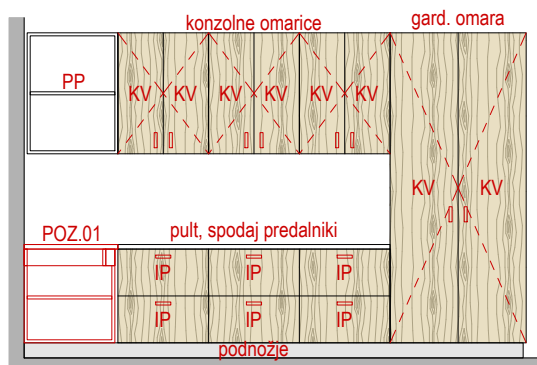 konzolne omarice
gard. omara
PP
KV KV KV KV KV KV
KV KV
POZ.01
pult, spodaj predalniki
IP IP IP
IP IP IP
podnožje